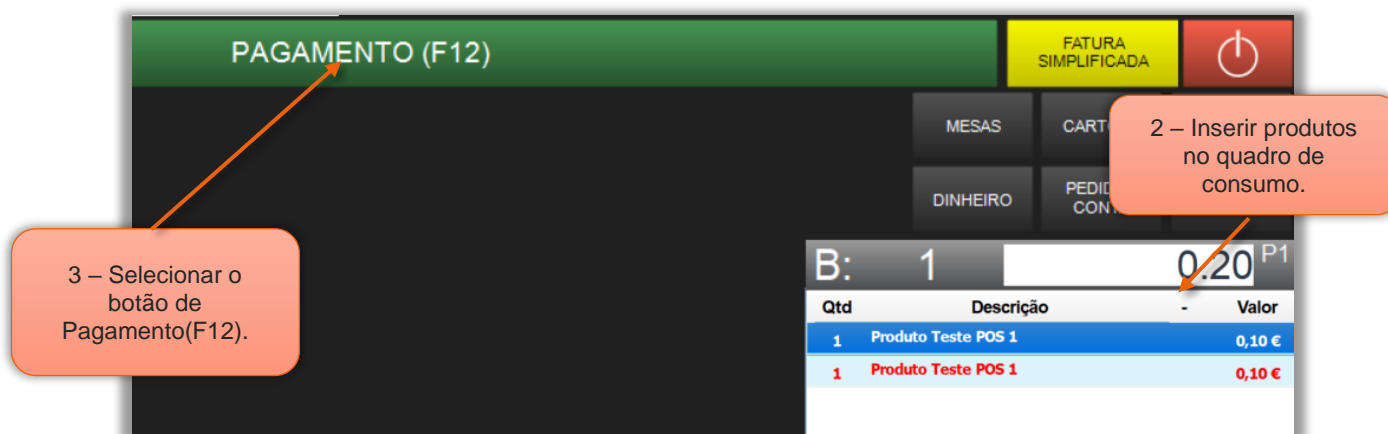 PAGAMENTO (F12)
FATURA
SIMPLIFICADA
MESAS
2 – Inserir produtos
no quadro de
consumo.
DINHEIRO
3 – Selecionar o
botão de
Pagamento(F12).
B: 1 0.20 P1
Qtd Descrição - Valor
1 Produto Teste POS 1 0,10 €
1 Produto Teste POS 1 0,10 €